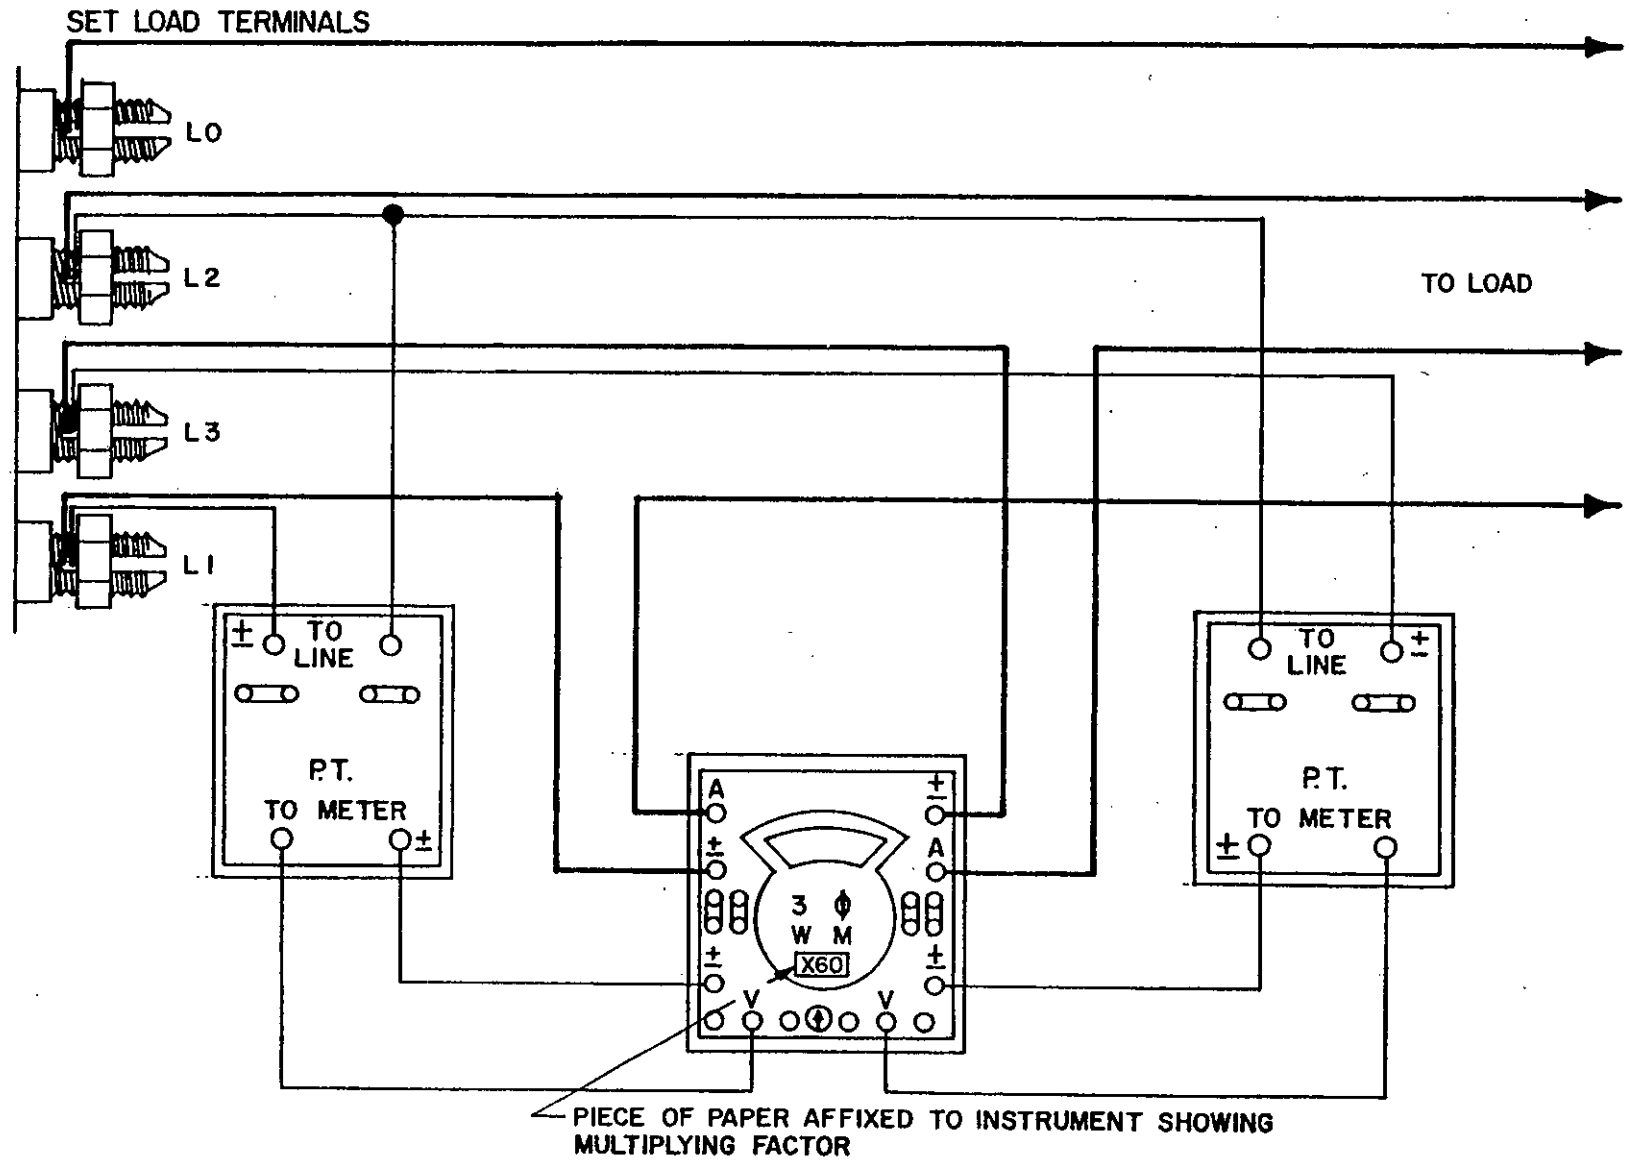 SET LOAD TERMINALS
L0
L2
TO LOAD
L3
L1
± TO
LINE
P.T.
TO METER
±
TO ±
LINE
P.T.
TO METER
±
A ±
± A
3 ϕ
W M
X60
± ±
V V
PIECE OF PAPER AFFIXED TO INSTRUMENT SHOWING
MULTIPLYING FACTOR